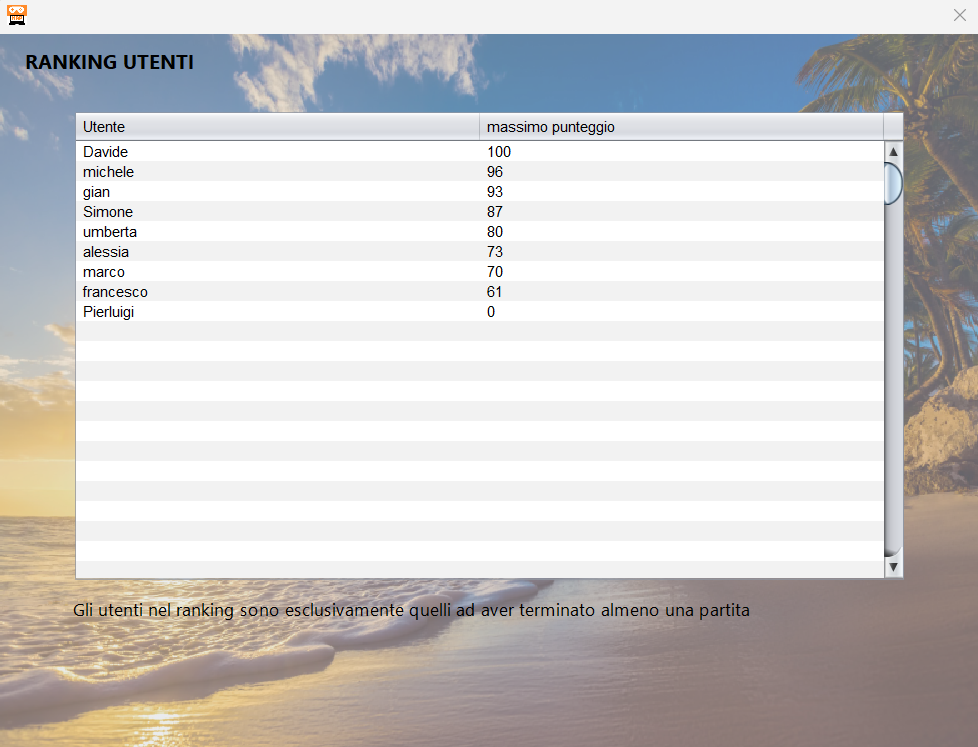 RANKING UTENTI
Utente massimo punteggio
Davide 100
michele 96
gian 93
Simone 87
umberta 80
alessia 73
marco 70
francesco 61
Pierluigi 0
Gli utenti nel ranking sono esclusivamente quelli ad aver terminato almeno una partita